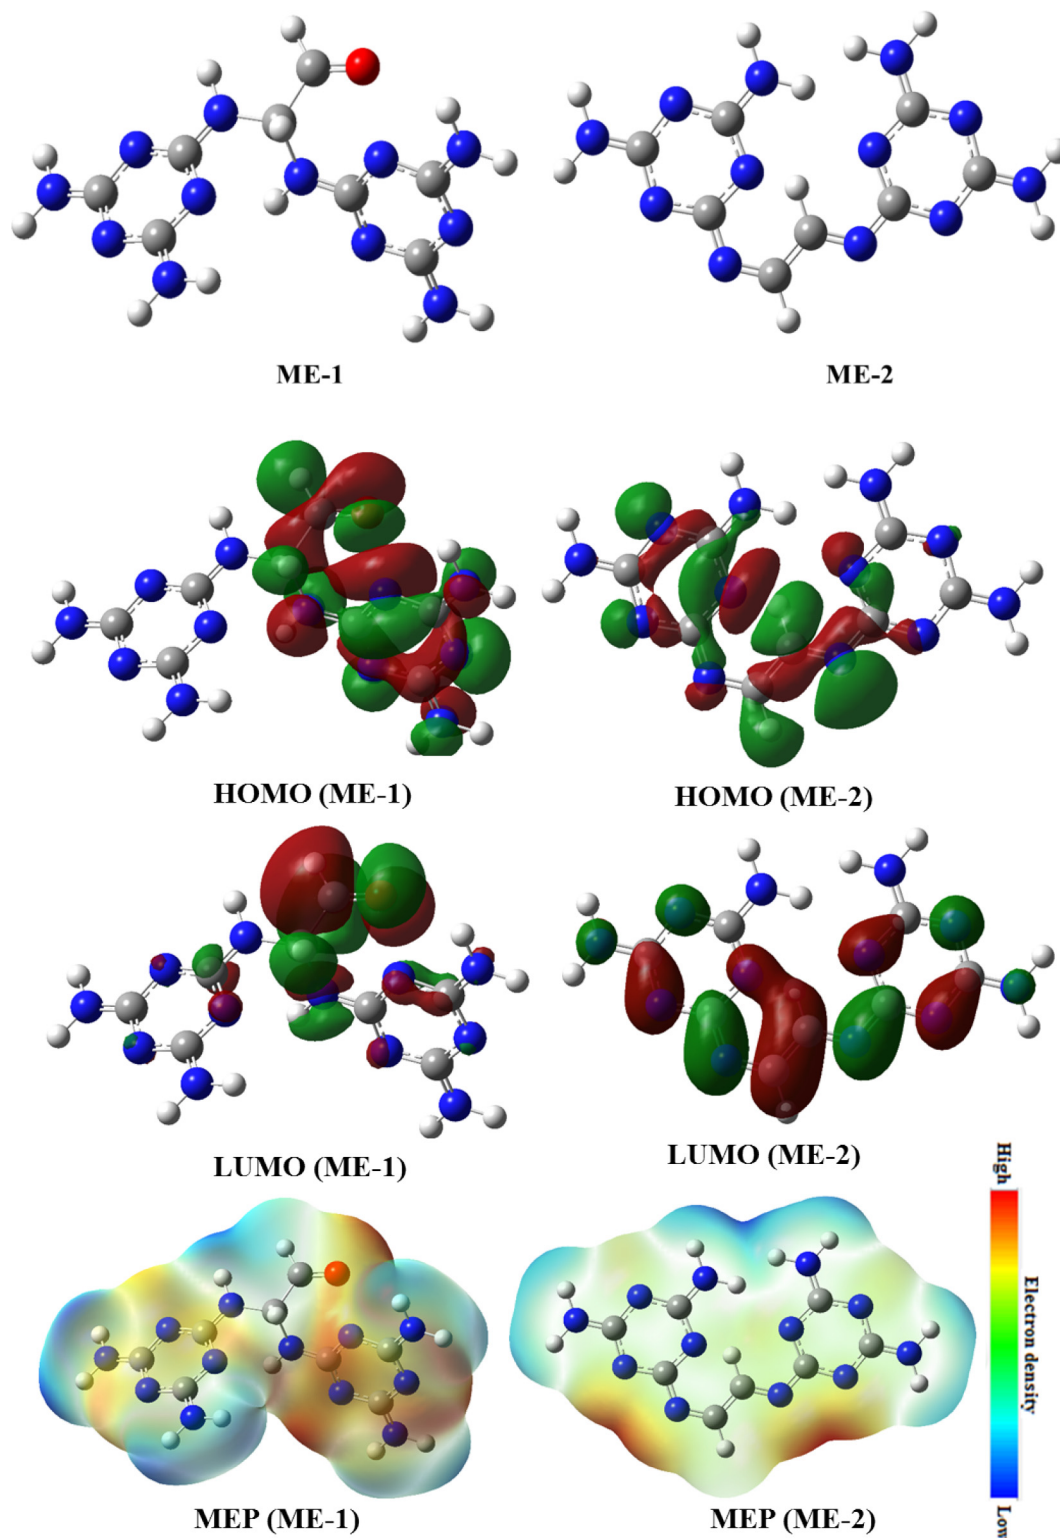 ME-1
ME-2
HOMO (ME-1)
HOMO (ME-2)
LUMO (ME-1)
LUMO (ME-2)
High
Electron density
Low
MEP (ME-1)
MEP (ME-2)